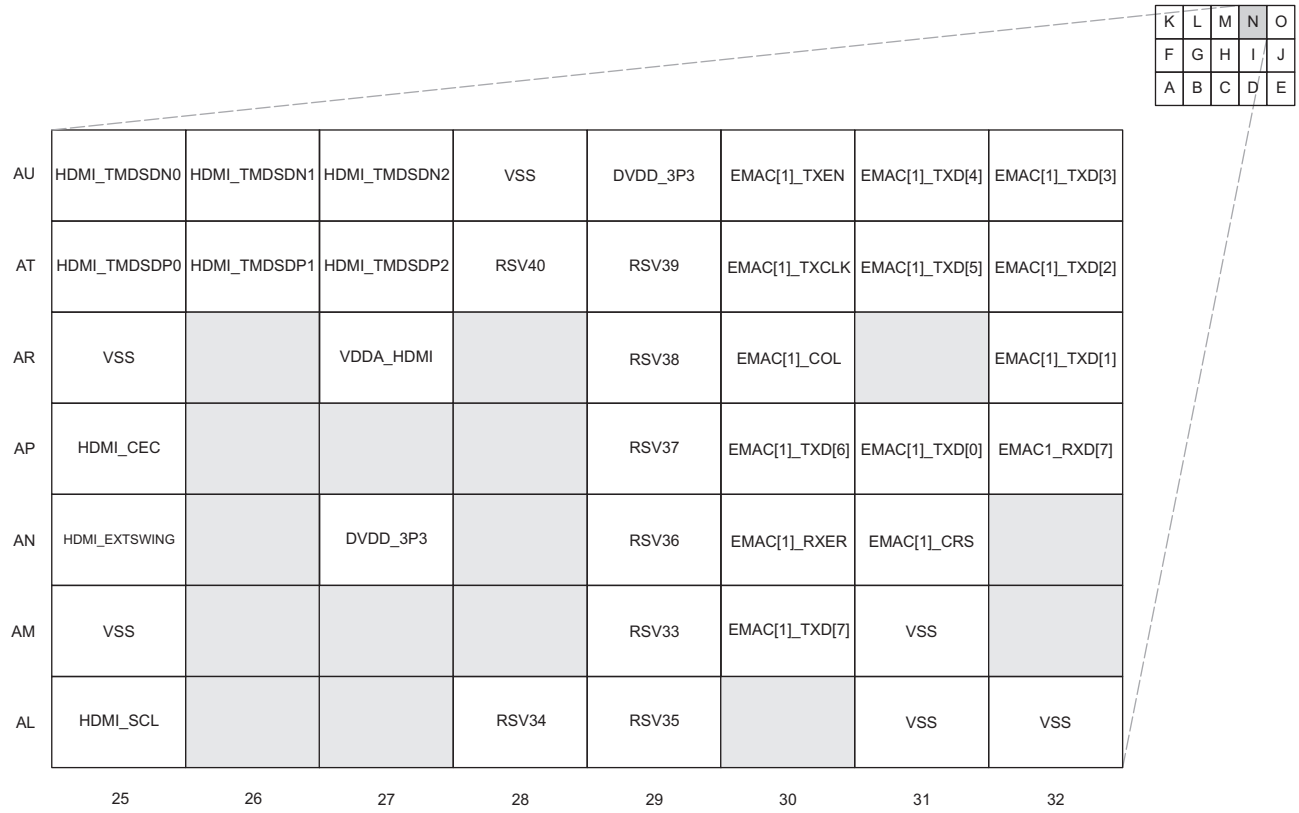 K L M N O
F G H I J
A B C D E
AU HDMI_TMDSDN0 HDMI_TMDSDN1 HDMI_TMDSDN2 VSS DVDD_3P3 EMAC[1]_TXEN EMAC[1]_TXD[4] EMAC[1]_TXD[3]
AT HDMI_TMDSDP0 HDMI_TMDSDP1 HDMI_TMDSDP2 RSV40 RSV39 EMAC[1]_TXCLK EMAC[1]_TXD[5] EMAC[1]_TXD[2]
AR VSS VDDA_HDMI RSV38 EMAC[1]_COL EMAC[1]_TXD[1]
AP HDMI_CEC RSV37 EMAC[1]_TXD[6] EMAC[1]_TXD[0] EMAC1_RXD[7]
AN HDMI_EXTSWING DVDD_3P3 RSV36 EMAC[1]_RXER EMAC[1]_CRS
AM VSS RSV33 EMAC[1]_TXD[7] VSS
AL HDMI_SCL RSV34 RSV35 VSS VSS
25 26 27 28 29 30 31 32